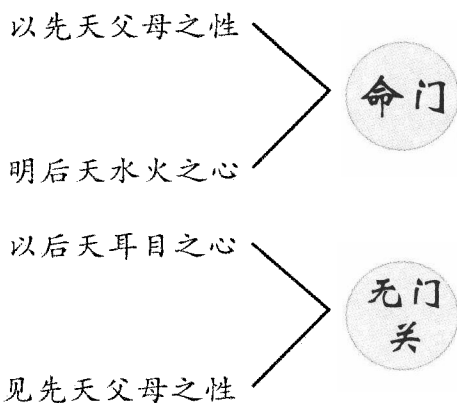 以先天父母之性
命门
明后天水火之心
以后天耳目之心
无门
关
见先天父母之性